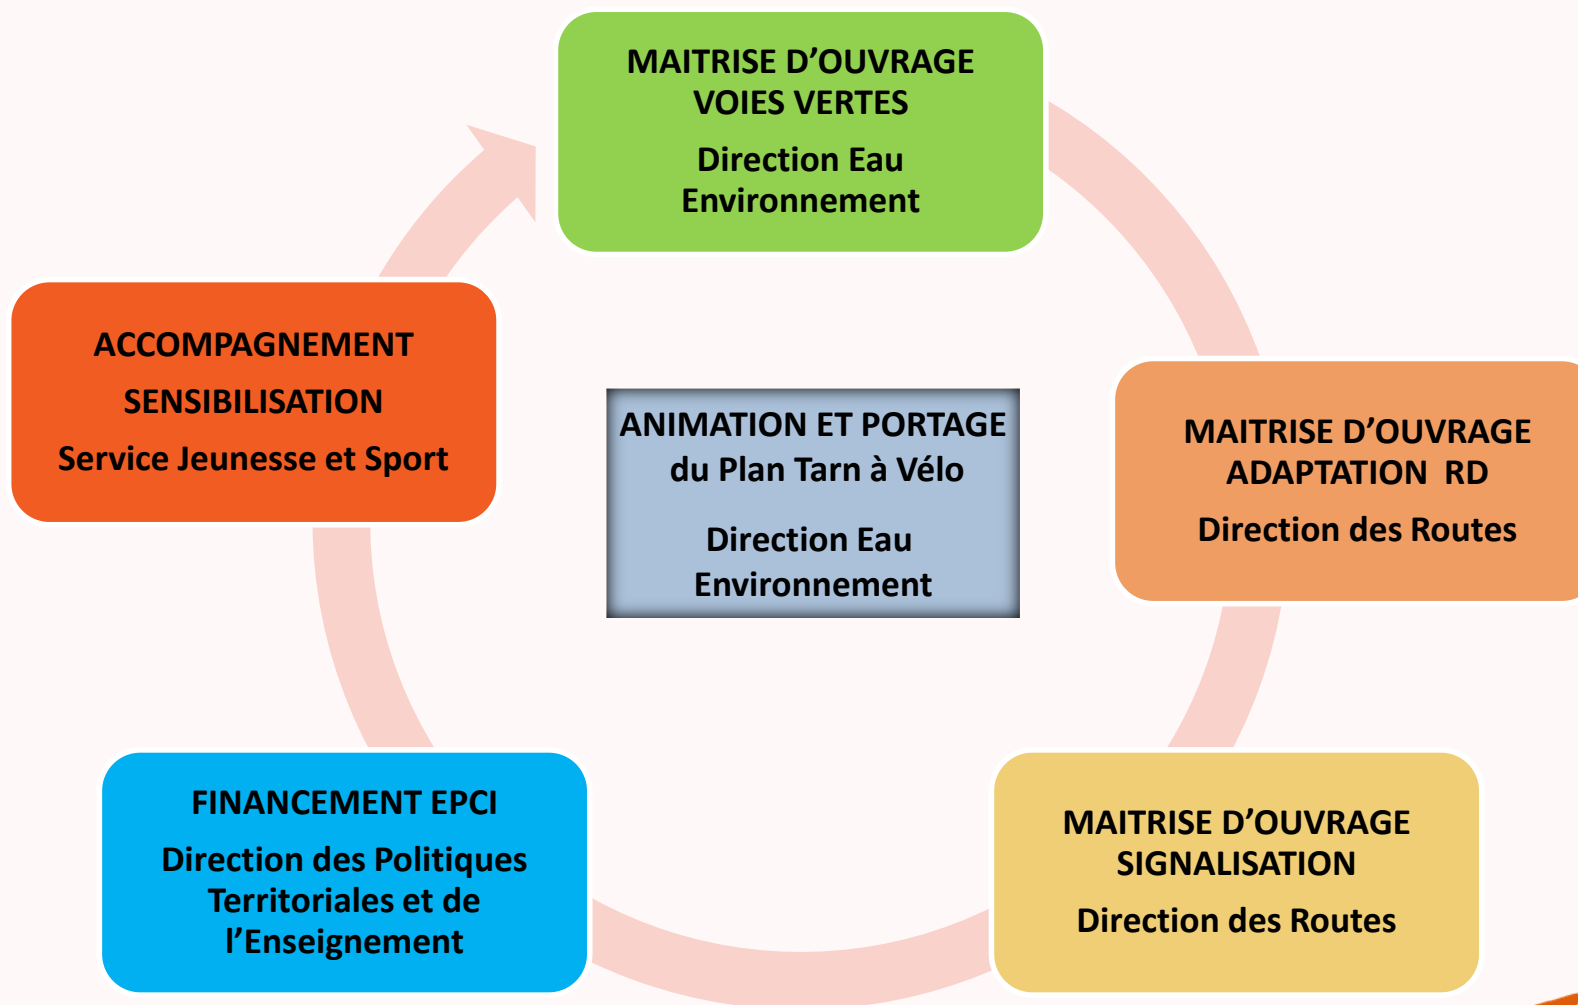 MAITRISE D’OUVRAGE
VOIES VERTES
Direction Eau
Environnement
ACCOMPAGNEMENT
SENSIBILISATION
Service Jeunesse et Sport
ANIMATION ET PORTAGE
du Plan Tarn à Vélo
Direction Eau
Environnement
MAITRISE D’OUVRAGE
ADAPTATION RD
Direction des Routes
FINANCEMENT EPCI
Direction des Politiques
Territoriales et de
l’Enseignement
MAITRISE D’OUVRAGE
SIGNALISATION
Direction des Routes